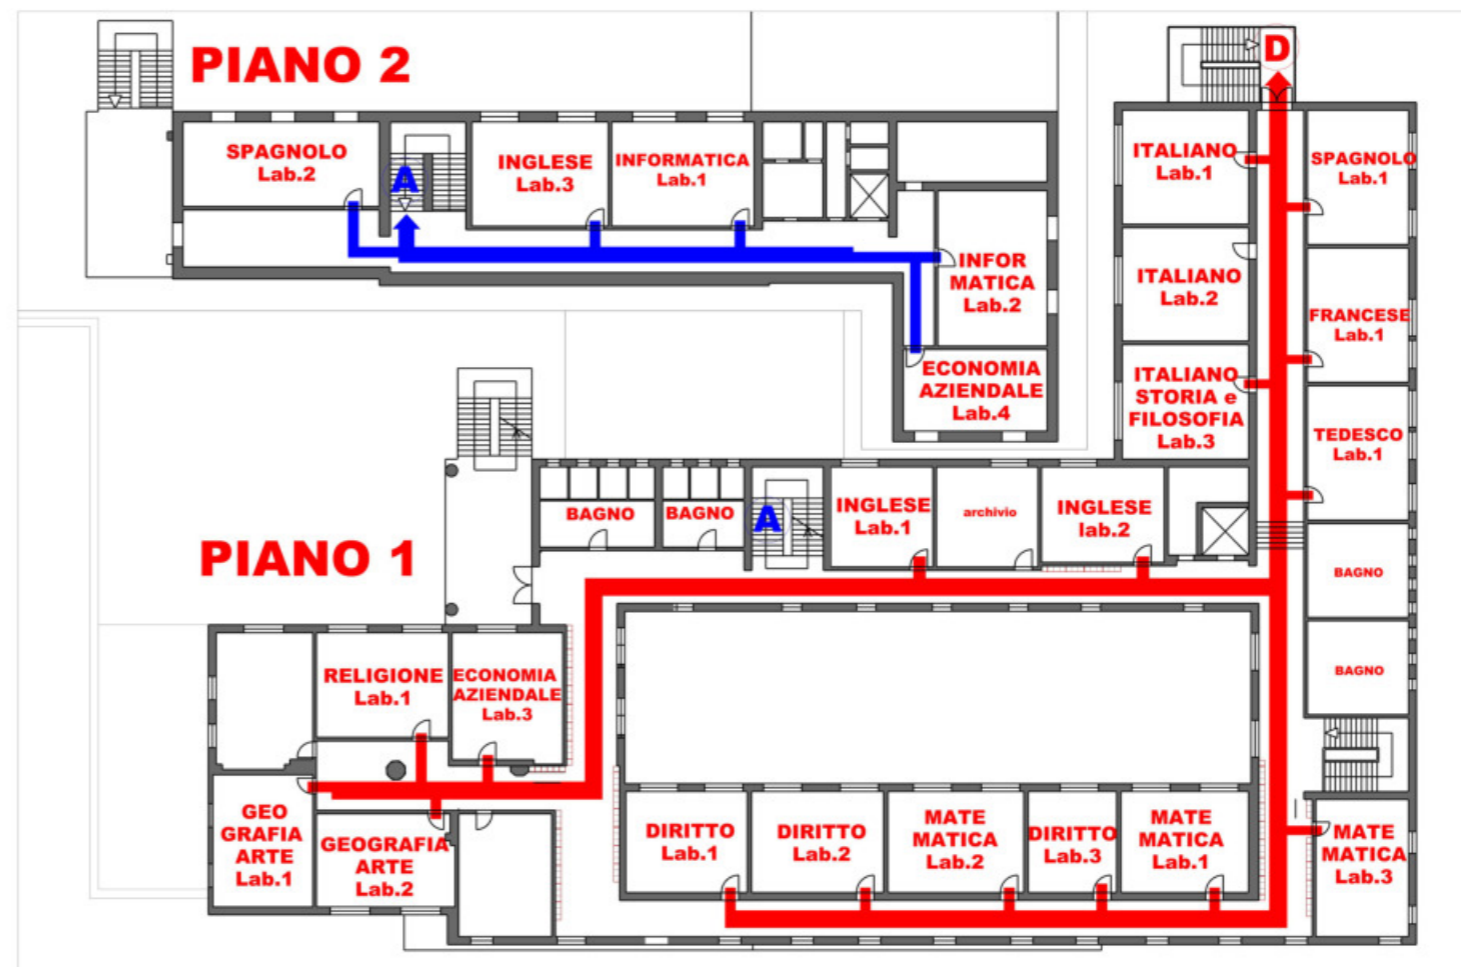 PIANO 2
D
SPAGNOLO
Lab.2
A
INGLESE
Lab.3
INFORMATICA
Lab.1
INFOR
MATICA
Lab.2
ECONOMIA
AZIENDALE
Lab.4
ITALIANO
Lab.1
SPAGNOLO
Lab.1
ITALIANO
Lab.2
FRANCESE
Lab.1
ITALIANO
STORIA e
FILOSOFIA
Lab.3
TEDESCO
Lab.1
PIANO 1
BAGNO
BAGNO
A
INGLESE
Lab.1
archivio
INGLESE
lab.2
BAGNO
BAGNO
RELIGIONE
Lab.1
ECONOMIA
AZIENDALE
Lab.3
GEO
GRAFIA
ARTE
Lab.1
GEOGRAFIA
ARTE
Lab.2
DIRITTO
Lab.1
DIRITTO
Lab.2
MATE
MATICA
Lab.2
DIRITTO
Lab.3
MATE
MATICA
Lab.1
MATE
MATICA
Lab.3